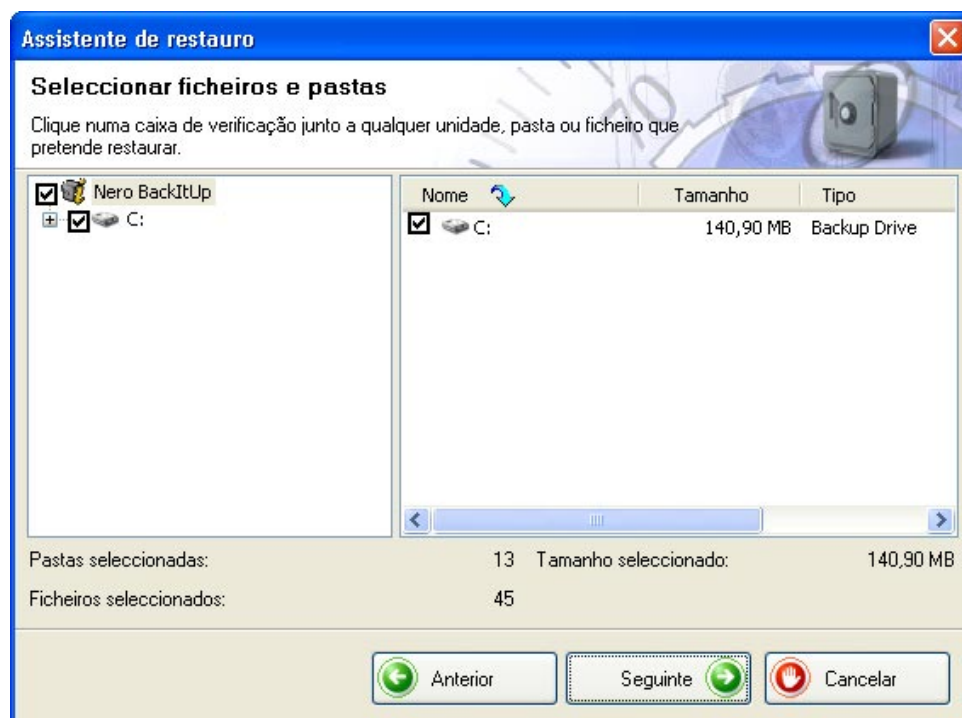 Assistente de restauro
Seleccionar ficheiros e pastas
Clique numa caixa de verificação junto a qualquer unidade, pasta ou ficheiro que
pretende restaurar.
Nero BackItUp
C:
Nome Tamanho Tipo
C: 140,90 MB Backup Drive
Pastas seleccionadas: 13 Tamanho seleccionado: 140,90 MB
Ficheiros seleccionados: 45
Anterior Seguinte Cancelar